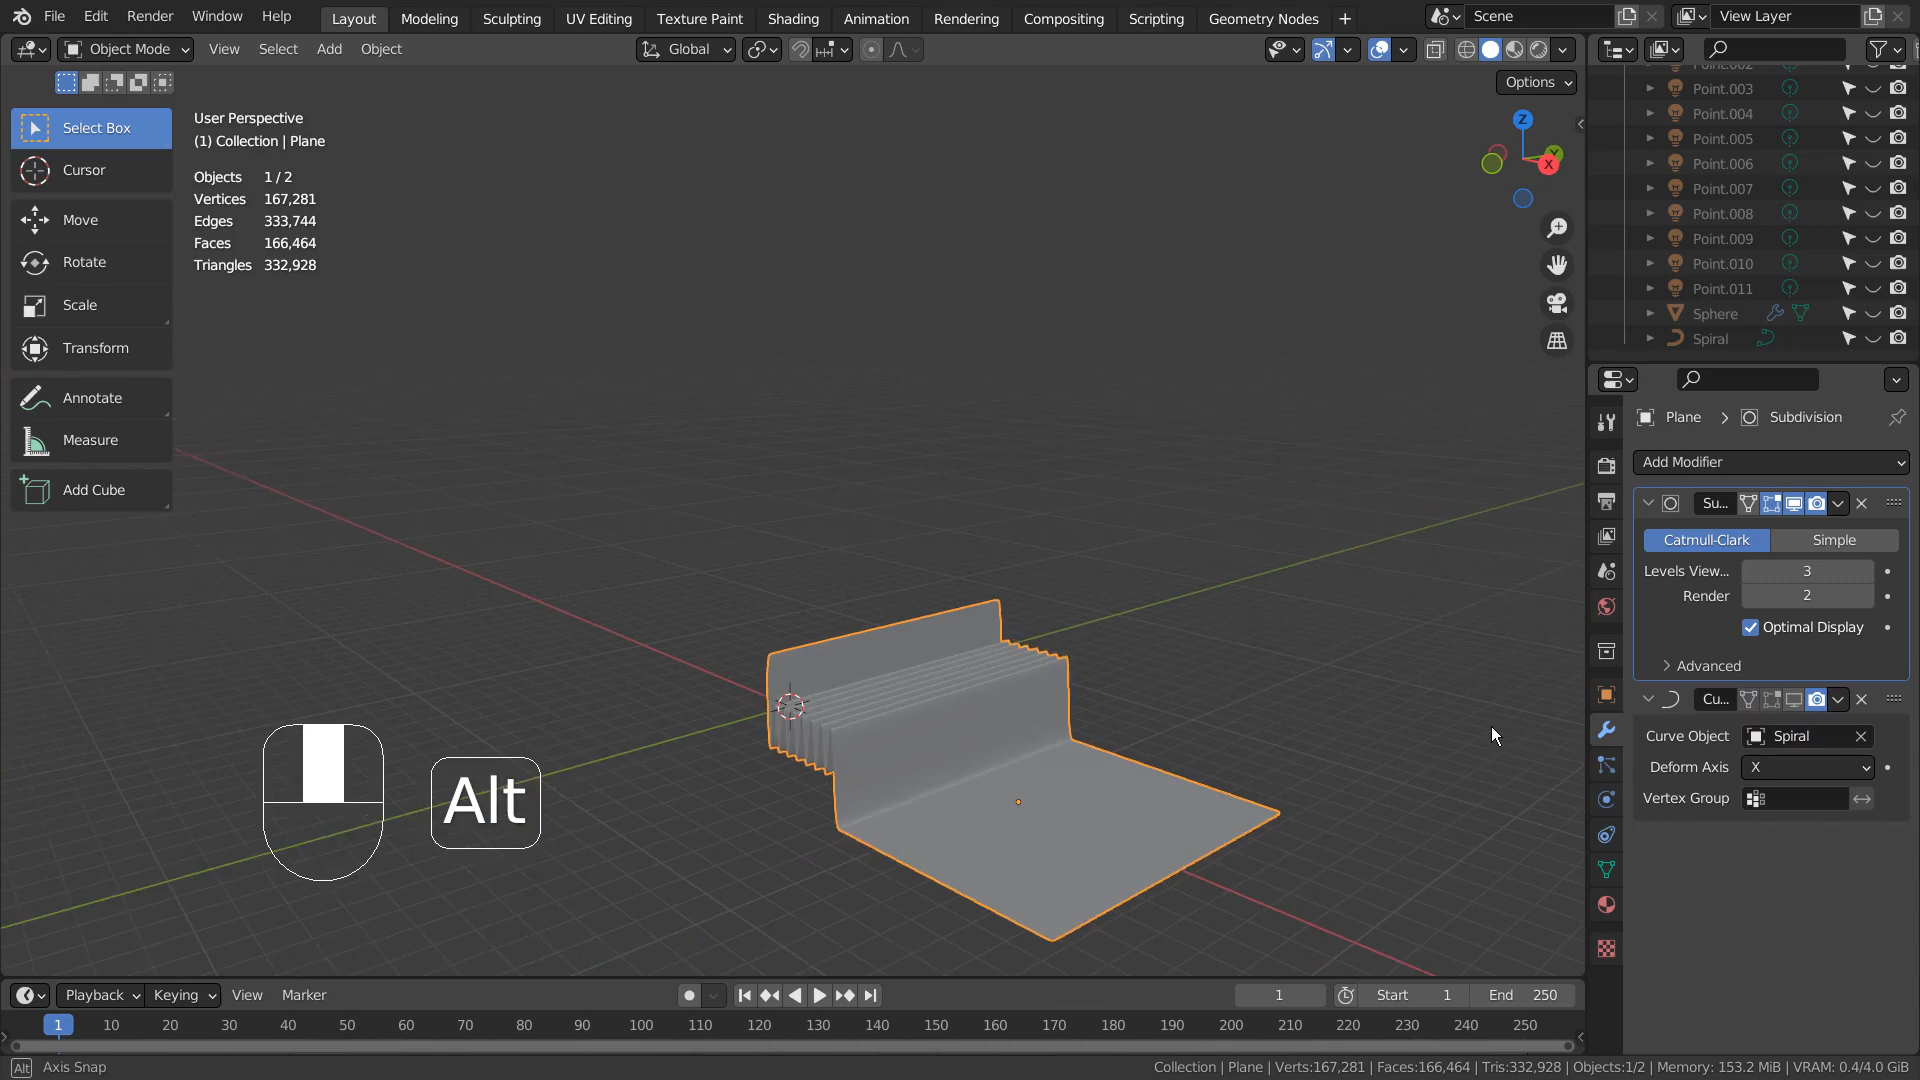 File Edit Render Window Help Layout Modeling Sculpting UV Editing Texture Paint Shading Animation Rendering Compositing Scripting Geometry Nodes + Scene View Layer
Object Mode View Select Add Object Global
Options
Select Box
Cursor
Move
Rotate
Scale
Transform
Annotate
Measure
Add Cube
User Perspective
(1) Collection | Plane
Objects 1 / 2
Vertices 167,281
Edges 333,744
Faces 166,464
Triangles 332,928
Z
Y
X
Alt
Point.002
Point.003
Point.004
Point.005
Point.006
Point.007
Point.008
Point.009
Point.010
Point.011
Sphere
Spiral
Plane > Subdivision
Add Modifier
Su...
Catmull-Clark Simple
Levels View... 3
Render 2
Optimal Display
Advanced
Cu...
Curve Object Spiral
Deform Axis X
Vertex Group
Playback Keying View Marker 1 Start 1 End 250
1 10 20 30 40 50 60 70 80 90 100 110 120 130 140 150 160 170 180 190 200 210 220 230 240 250
Alt Axis Snap Collection | Plane | Verts:167,281 | Faces:166,464 | Tris:332,928 | Objects:1/2 | Memory: 153.2 MiB | VRAM: 0.4/4.0 GiB